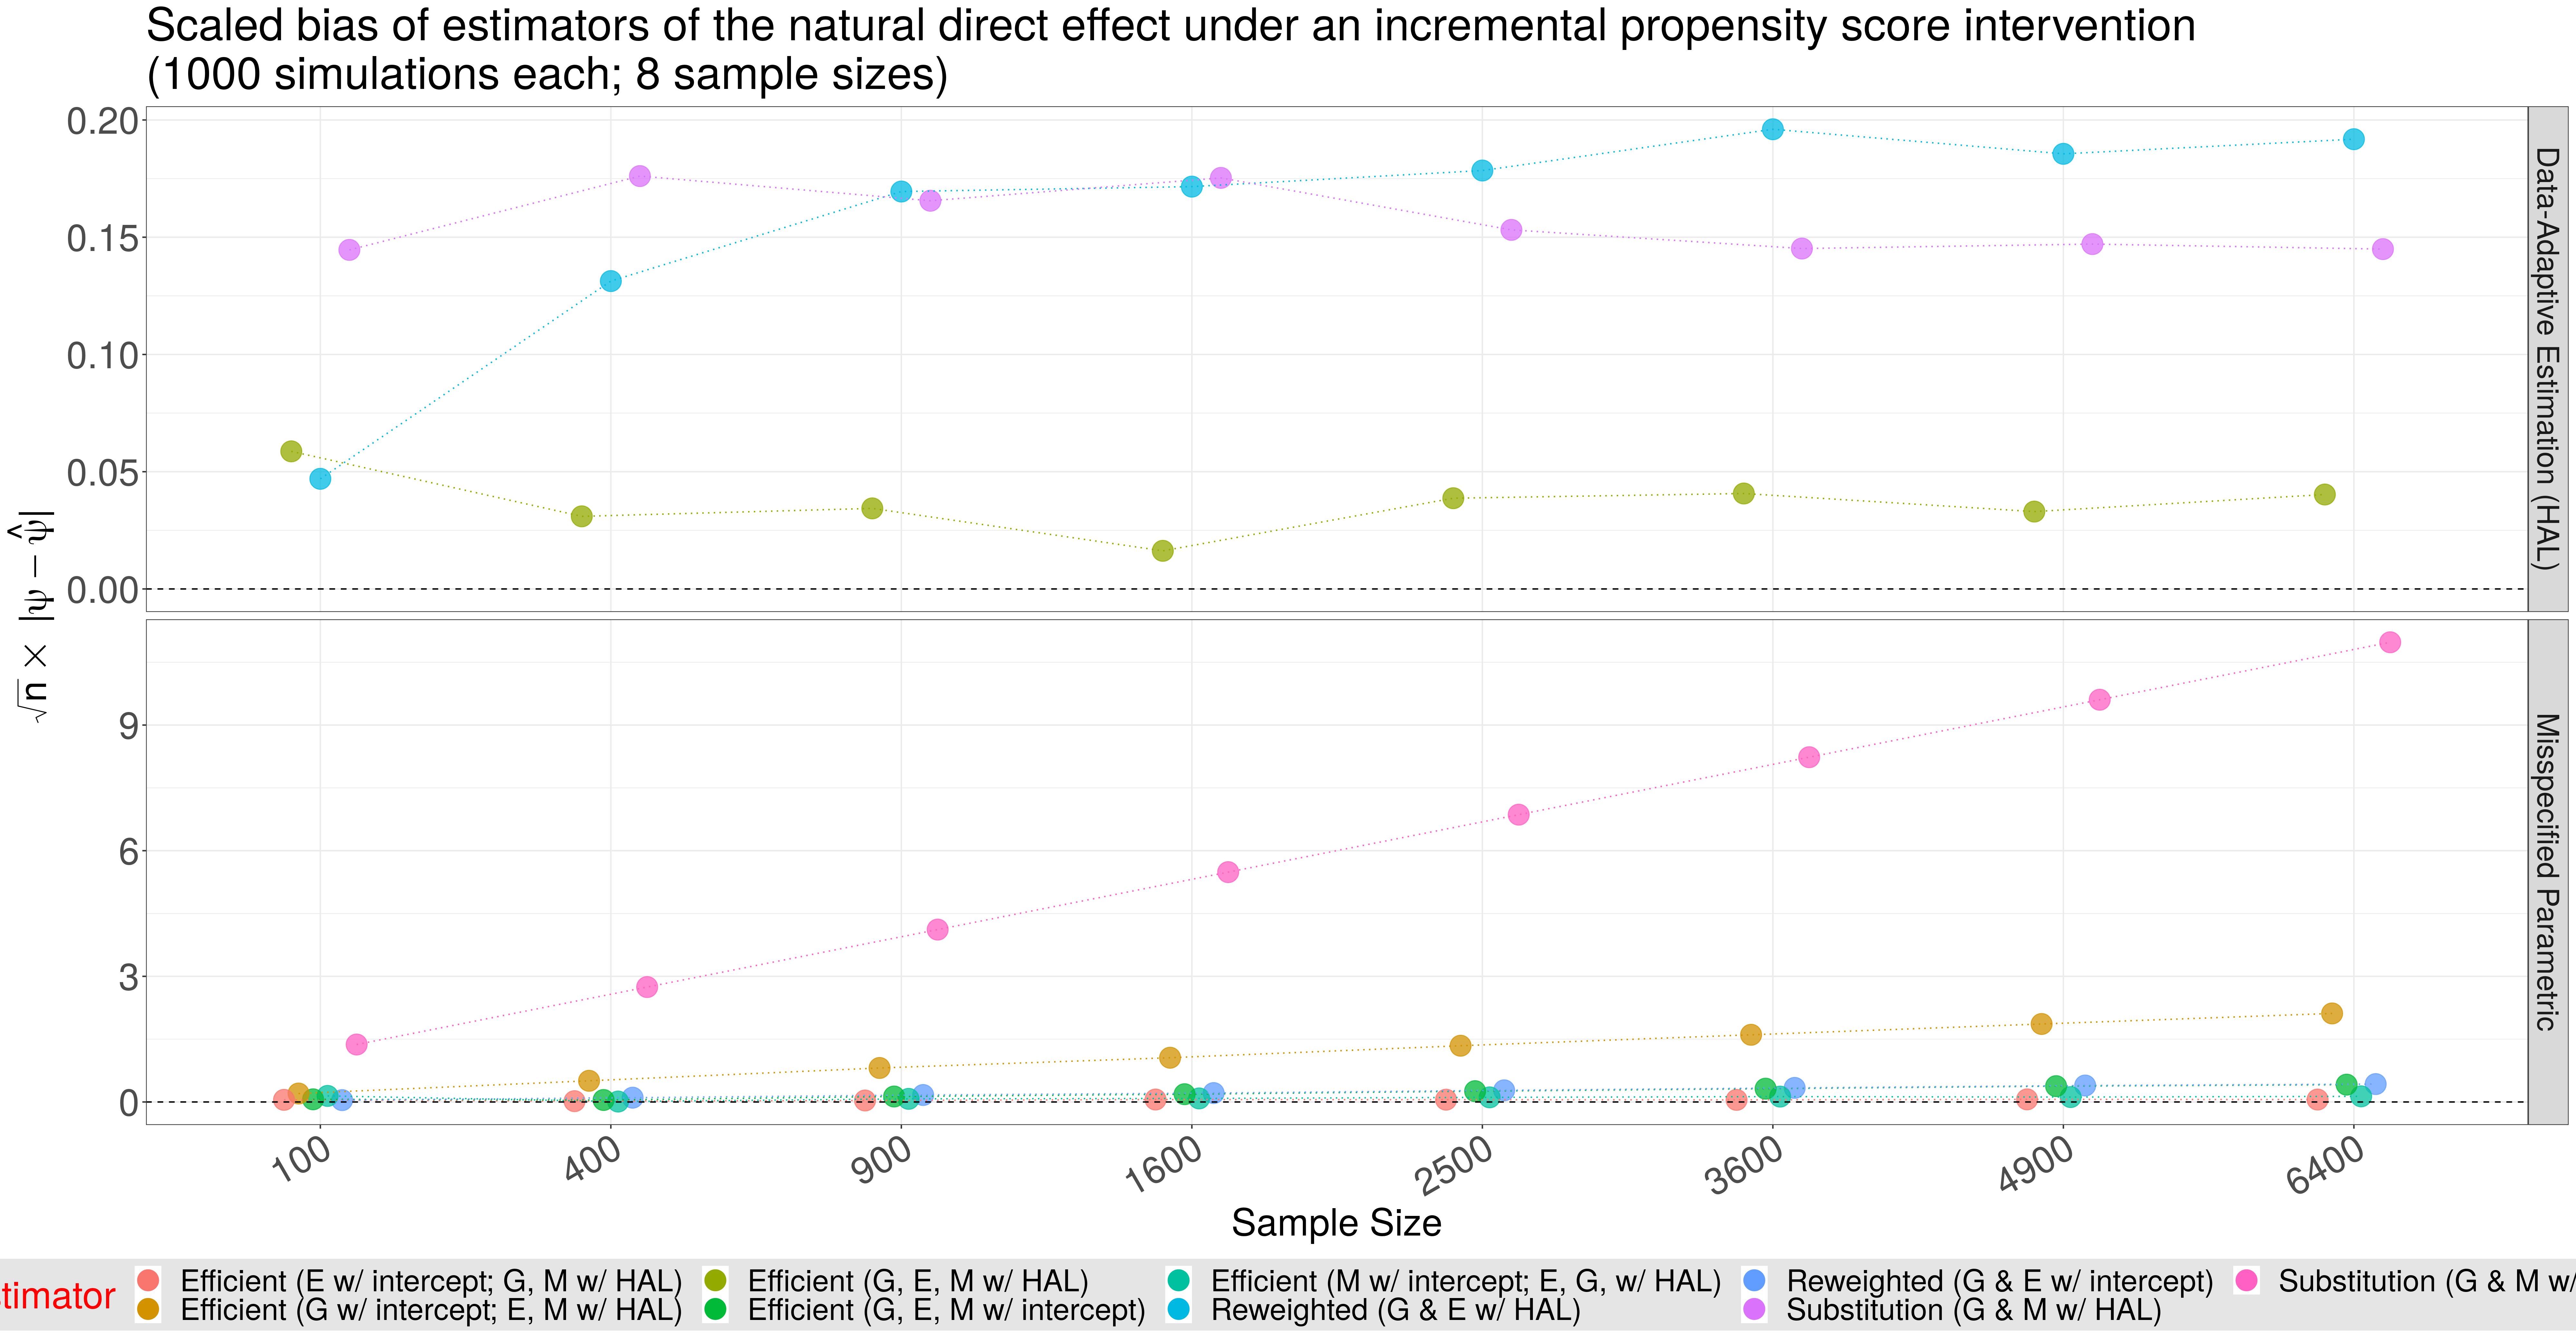 Scaled bias of estimators of the natural direct effect under an incremental propensity score intervention
(1000 simulations each; 8 sample sizes)
√n × |ψ − ψ̂|
0.20
0.15
0.10
0.05
0.00
Data-Adaptive Estimation (HAL)
9
6
3
0
Misspecified Parametric
100 400 900 1600 2500 3600 4900 6400
Sample Size
timator
Efficient (E w/ intercept; G, M w/ HAL)
Efficient (G w/ intercept; E, M w/ HAL)
Efficient (G, E, M w/ HAL)
Efficient (G, E, M w/ intercept)
Efficient (M w/ intercept; E, G, w/ HAL)
Reweighted (G & E w/ HAL)
Reweighted (G & E w/ intercept)
Substitution (G & M w/ HAL)
Substitution (G & M w/